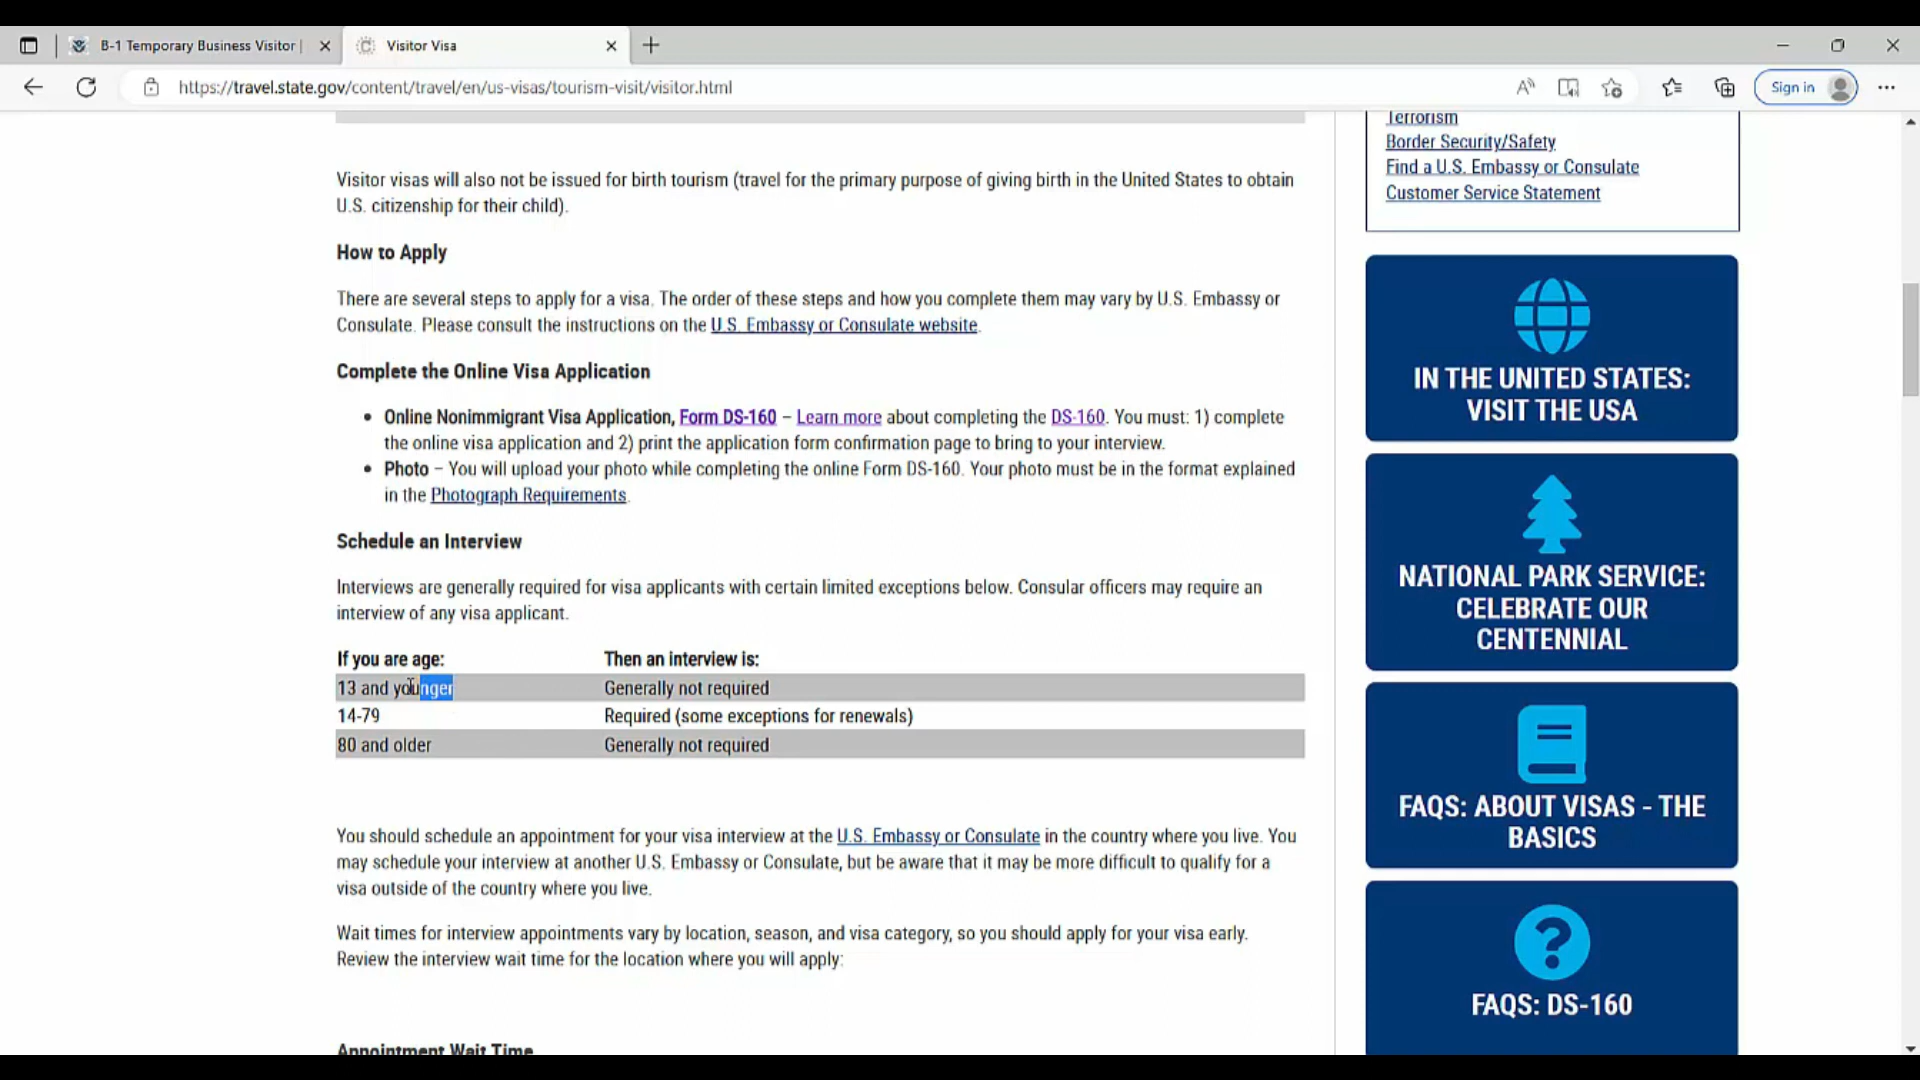 B-1 Temporary Business Visitor |
Visitor Visa
https://travel.state.gov/content/travel/en/us-visas/tourism-visit/visitor.html
Sign in
Visitor visas will also not be issued for birth tourism (travel for the primary purpose of giving birth in the United States to obtain
U.S. citizenship for their child).
How to Apply
There are several steps to apply for a visa. The order of these steps and how you complete them may vary by U.S. Embassy or
Consulate. Please consult the instructions on the U.S. Embassy or Consulate website.
Complete the Online Visa Application
• Online Nonimmigrant Visa Application, Form DS-160 – Learn more about completing the DS-160. You must: 1) complete
the online visa application and 2) print the application form confirmation page to bring to your interview.
• Photo – You will upload your photo while completing the online Form DS-160. Your photo must be in the format explained
in the Photograph Requirements.
Schedule an Interview
Interviews are generally required for visa applicants with certain limited exceptions below. Consular officers may require an
interview of any visa applicant.
If you are age: Then an interview is:
13 and younger Generally not required
14-79 Required (some exceptions for renewals)
80 and older Generally not required
You should schedule an appointment for your visa interview at the U.S. Embassy or Consulate in the country where you live. You
may schedule your interview at another U.S. Embassy or Consulate, but be aware that it may be more difficult to qualify for a
visa outside of the country where you live.
Wait times for interview appointments vary by location, season, and visa category, so you should apply for your visa early.
Review the interview wait time for the location where you will apply:
Appointment Wait Time
Terrorism
Border Security/Safety
Find a U.S. Embassy or Consulate
Customer Service Statement
IN THE UNITED STATES:
VISIT THE USA
NATIONAL PARK SERVICE:
CELEBRATE OUR
CENTENNIAL
FAQS: ABOUT VISAS - THE
BASICS
FAQS: DS-160